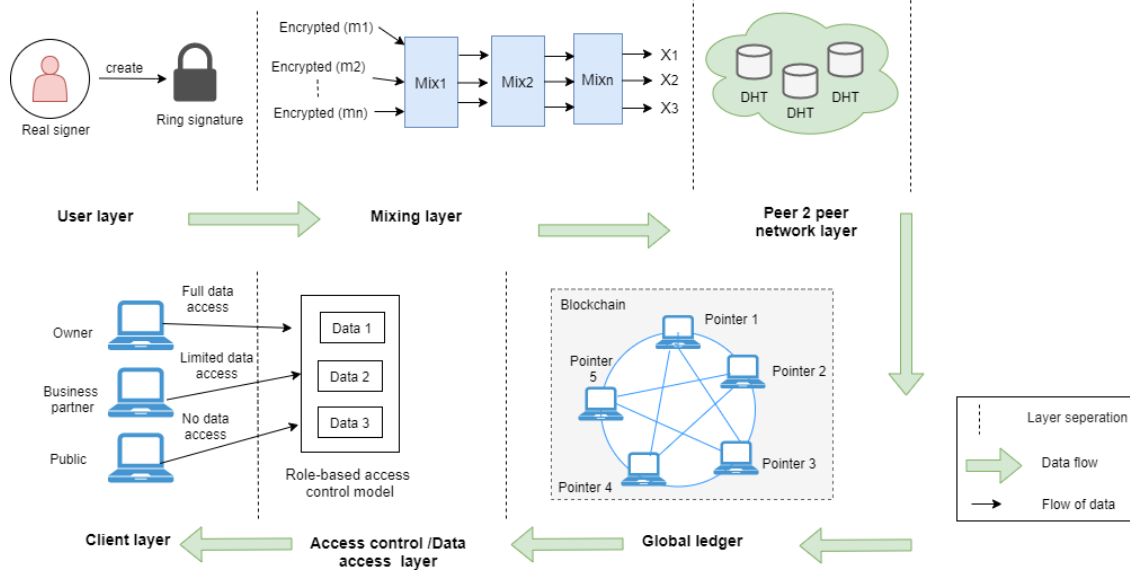 Real signer
create
Ring signature
Encrypted (m1)
Encrypted (m2)
Encrypted (mn)
Mix1
Mix2
Mixn
X1
X2
X3
DHT
DHT
DHT
User layer
Mixing layer
Peer 2 peer
network layer
Owner
Business
partner
Public
Full data
access
Limited data
access
No data
access
Data 1
Data 2
Data 3
Role-based access
control model
Blockchain
Pointer 1
Pointer 2
Pointer 3
Pointer 4
Pointer
5
Layer seperation
Data flow
Flow of data
Client layer
Access control /Data
access layer
Global ledger